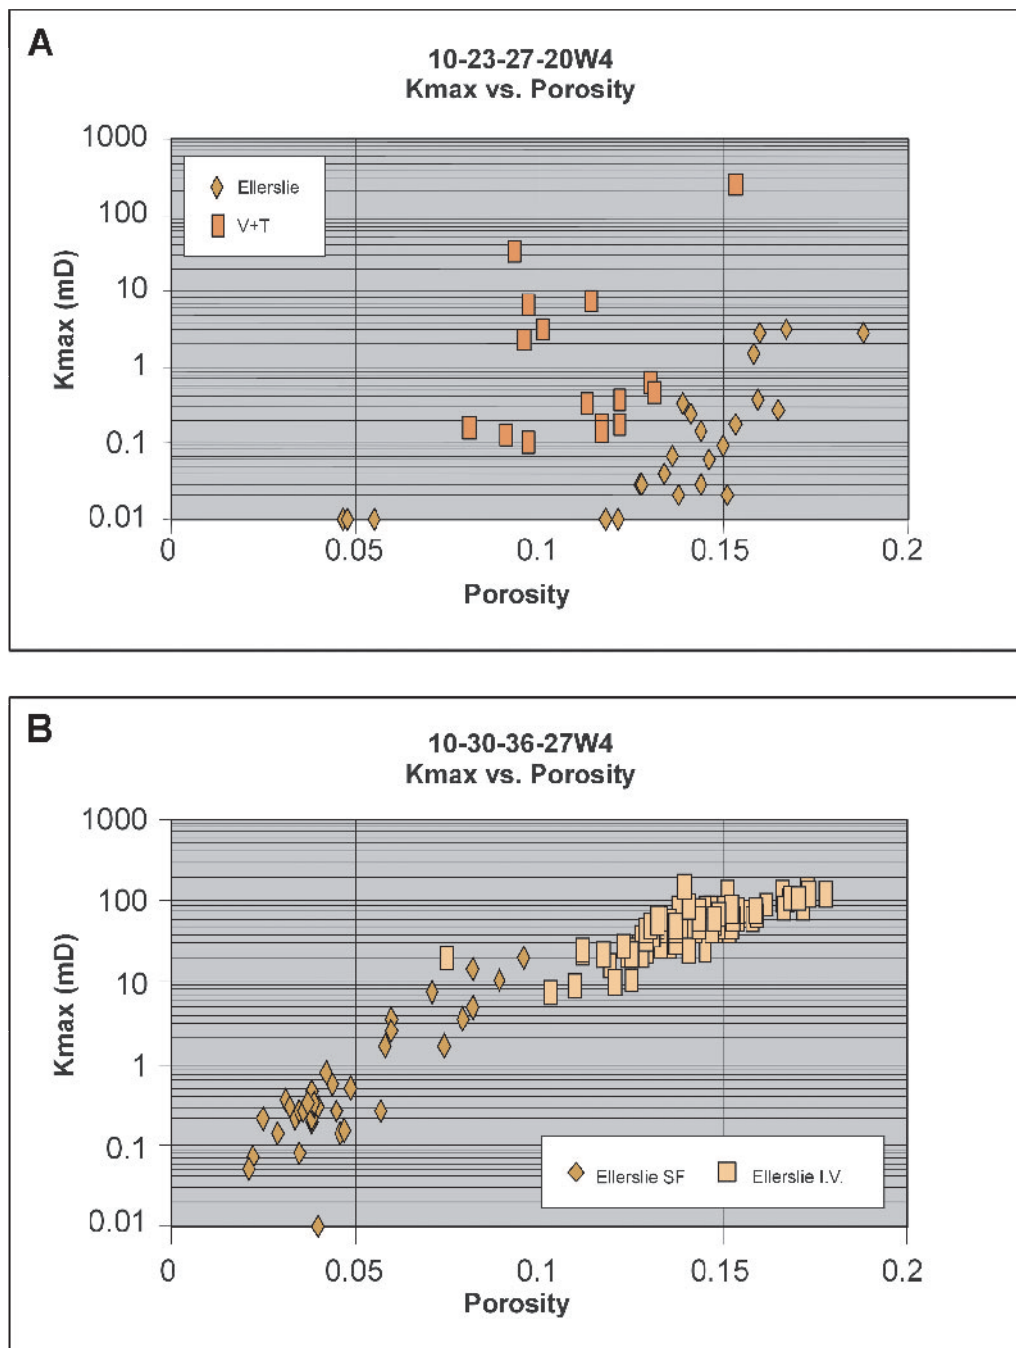 A
10-23-27-20W4
Kmax vs. Porosity
1000
100
10
1
0.1
0.01
Kmax (mD)
Ellerslie
V+T
0 0.05 0.1 0.15 0.2
Porosity
B
10-30-36-27W4
Kmax vs. Porosity
1000
100
10
1
0.1
0.01
Kmax (mD)
Ellerslie SF Ellerslie I.V.
0 0.05 0.1 0.15 0.2
Porosity